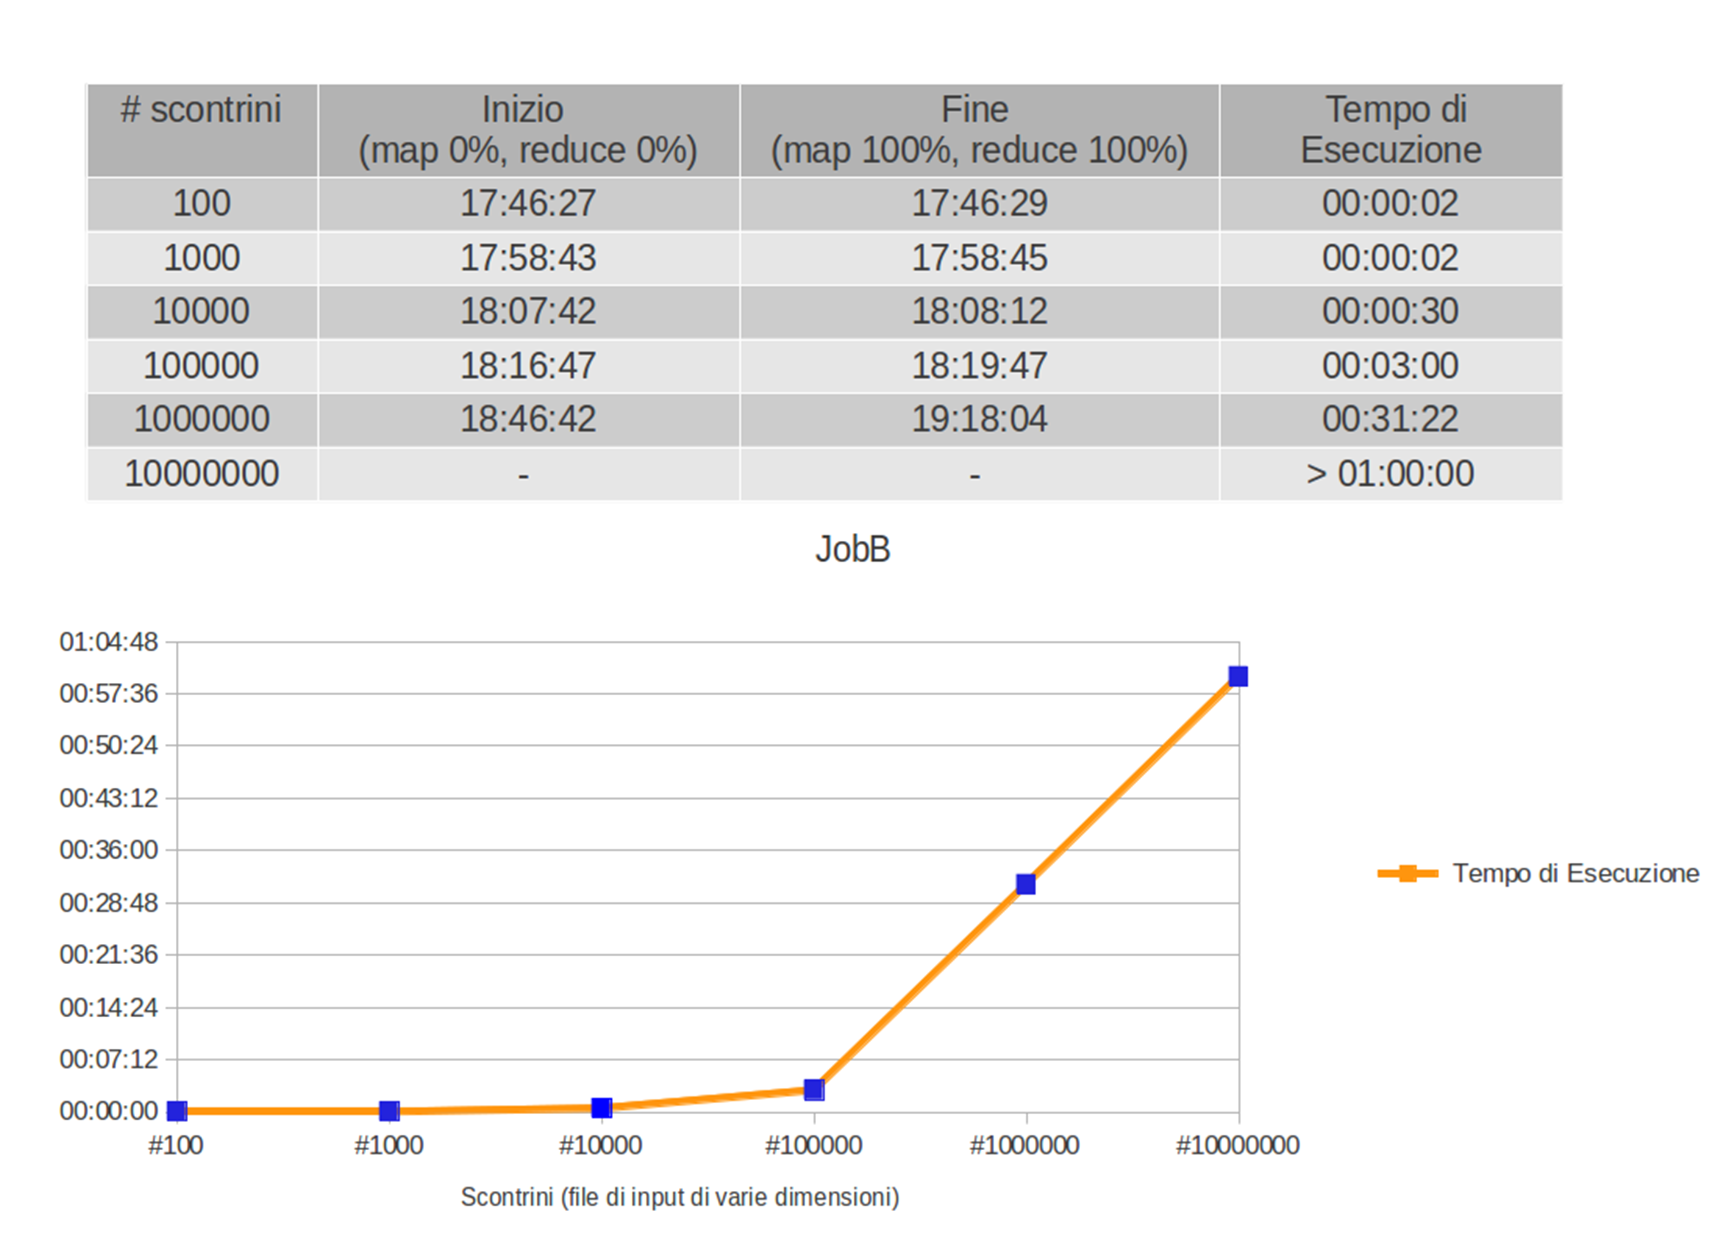 # scontrini Inizio Fine Tempo di
(map 0%, reduce 0%) (map 100%, reduce 100%) Esecuzione
100 17:46:27 17:46:29 00:00:02
1000 17:58:43 17:58:45 00:00:02
10000 18:07:42 18:08:12 00:00:30
100000 18:16:47 18:19:47 00:03:00
1000000 18:46:42 19:18:04 00:31:22
10000000 - - > 01:00:00
JobB
01:04:48
00:57:36
00:50:24
00:43:12
00:36:00
00:28:48
00:21:36
00:14:24
00:07:12
00:00:00
Tempo di Esecuzione
#100 #1000 #10000 #100000 #1000000 #10000000
Scontrini (file di input di varie dimensioni)